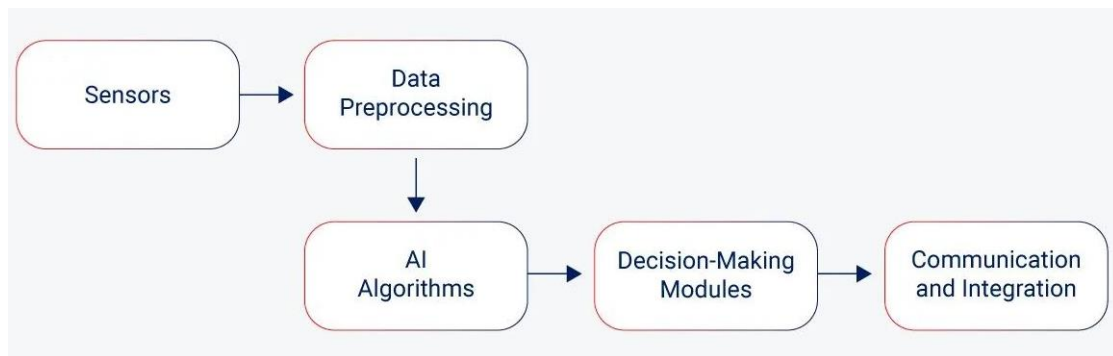 Sensors
Data
Preprocessing
AI
Algorithms
Decision-Making
Modules
Communication
and Integration